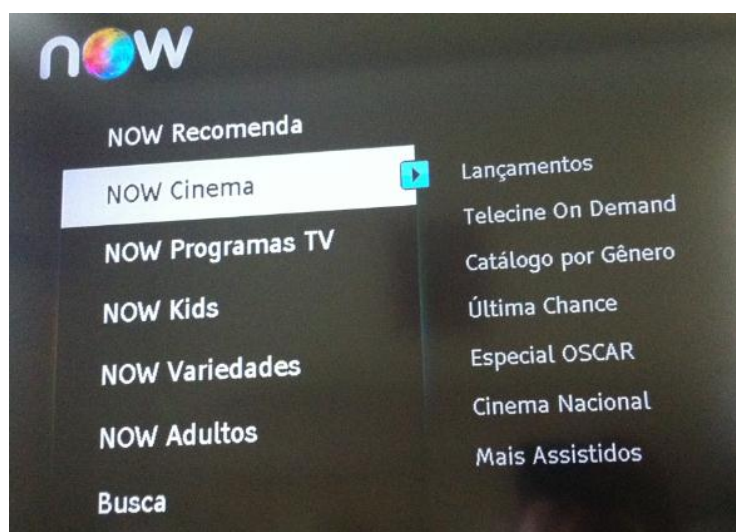 now
NOW Recomenda
NOW Cinema
NOW Programas TV
NOW Kids
NOW Variedades
NOW Adultos
Busca
Lançamentos
Telecine On Demand
Catálogo por Gênero
Última Chance
Especial OSCAR
Cinema Nacional
Mais Assistidos